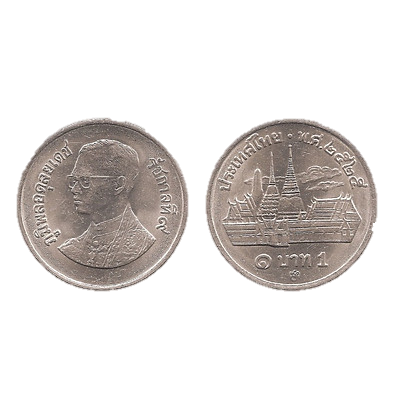 ภูมิพลอดุลยเดช
รัชกาลที่๙
ประเทศไทย · พ.ศ.๒๕๒๕
๑ บาท 1